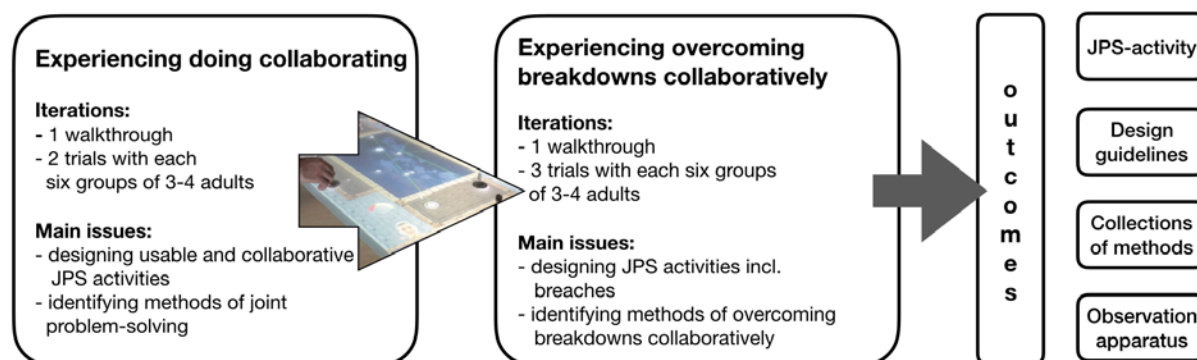 Experiencing doing collaborating
Iterations:
- 1 walkthrough
- 2 trials with each
six groups of 3-4 adults
Main issues:
- designing usable and collaborative
JPS activities
- identifying methods of joint
problem-solving
Experiencing overcoming
breakdowns collaboratively
Iterations:
- 1 walkthrough
- 3 trials with each six groups
of 3-4 adults
Main issues:
- designing JPS activities incl.
breaches
- identifying methods of overcoming
breakdowns collaboratively
outcomes
JPS-activity
Design
guidelines
Collections
of methods
Observation
apparatus